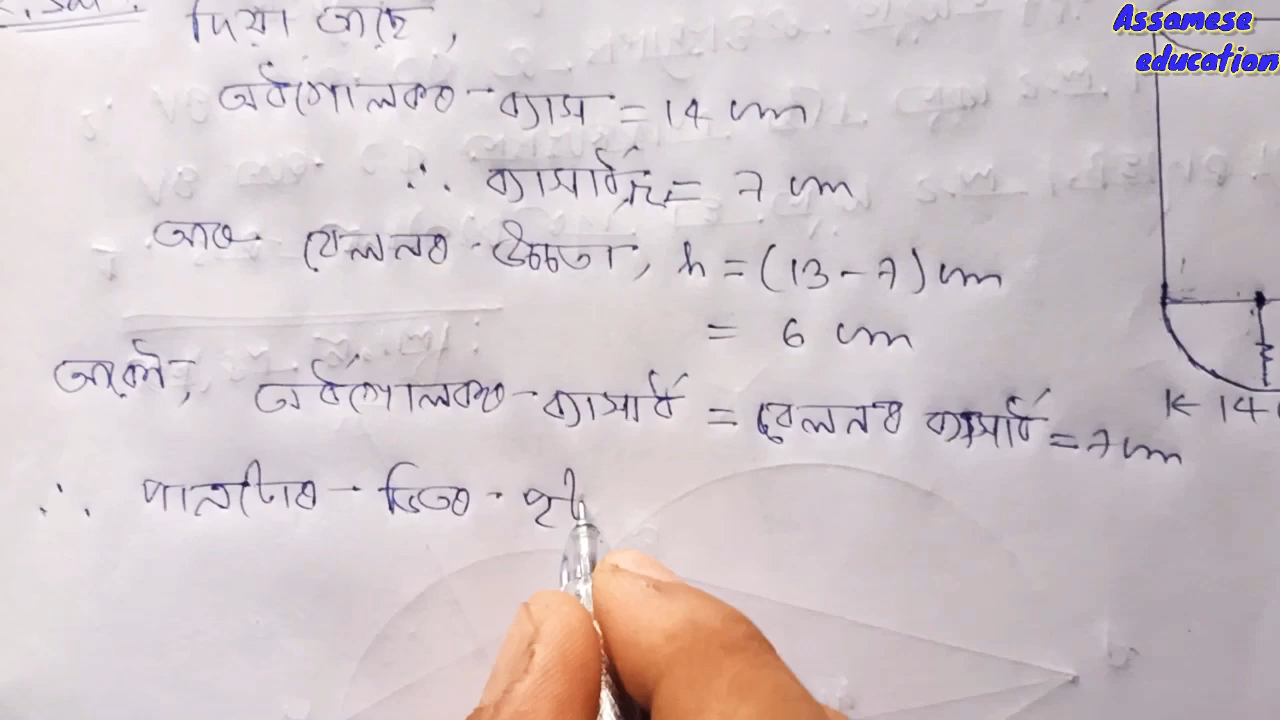 Assamese
education
দিয়া আছে,
অৰ্ধগোলকৰ ব্যাস = 14 cm
∴ ব্যাসাৰ্ধ, r = 7 cm
আৰু বেলনৰ উচ্চতা, h = (13 - 7) cm
= 6 cm
আকৌ, অৰ্ধগোলকৰ ব্যাসাৰ্ধ = বেলনৰ ব্যাসাৰ্ধ = 7 cm
14
∴ পাত্ৰটোৰ ভিতৰ পৃ